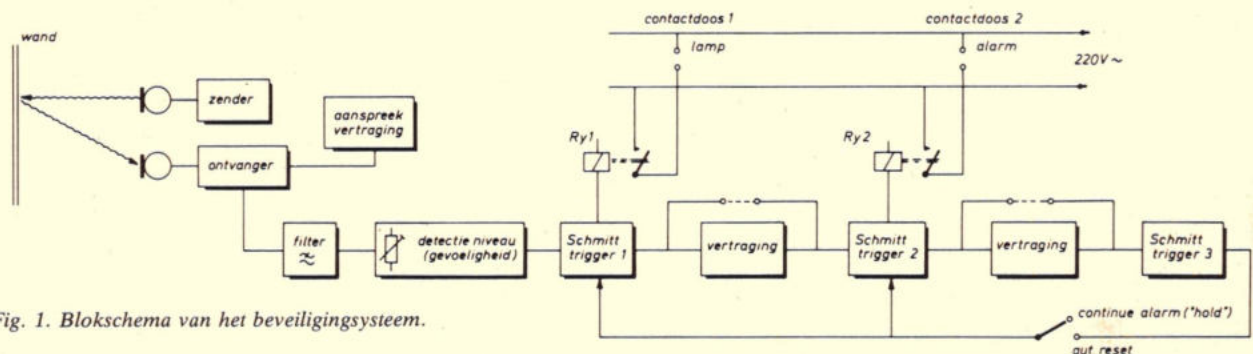 contactdoos 1
contactdoos 2
wand
lamp
alarm
220V ~
zender
aanspreek
vertraging
Ry1
Ry2
ontvanger
filter
≈
detectie niveau
(gevoeligheid)
Schmitt
trigger 1
vertraging
Schmitt
trigger 2
vertraging
Schmitt
trigger 3
Fig. 1. Blokschema van het beveiligingsysteem.
continue alarm ("hold")
aut reset